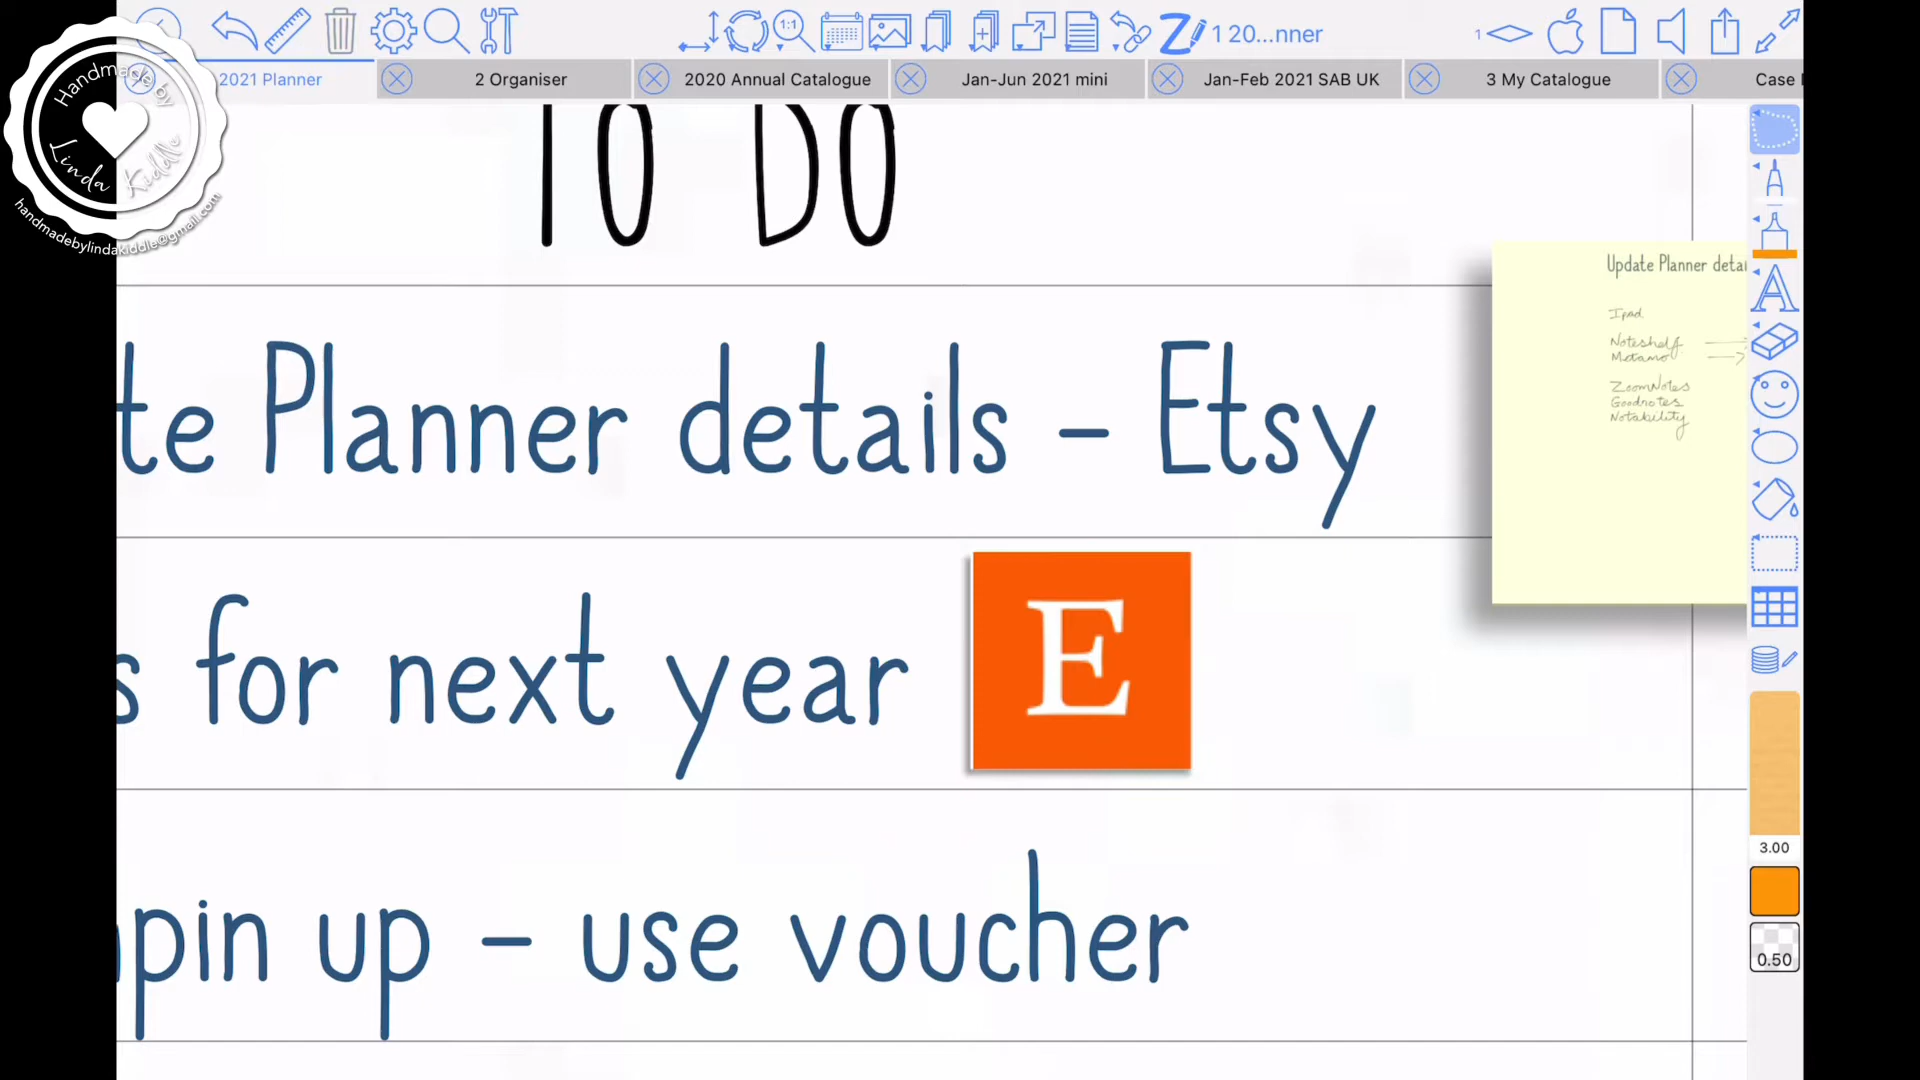 Handmade by
Linda Kiddle
handmadebylindakiddle@gmail.com
1:1
1 20...nner
1
2021 Planner
2 Organiser
2020 Annual Catalogue
Jan-Jun 2021 mini
Jan-Feb 2021 SAB UK
3 My Catalogue
Case
TO DO
te Planner details - Etsy
s for next year
E
pin up - use voucher
Update Planner detai
Ipad
Noteshelf
Metamo
ZoomNotes
Goodnotes
Notability
A
3.00
0.50